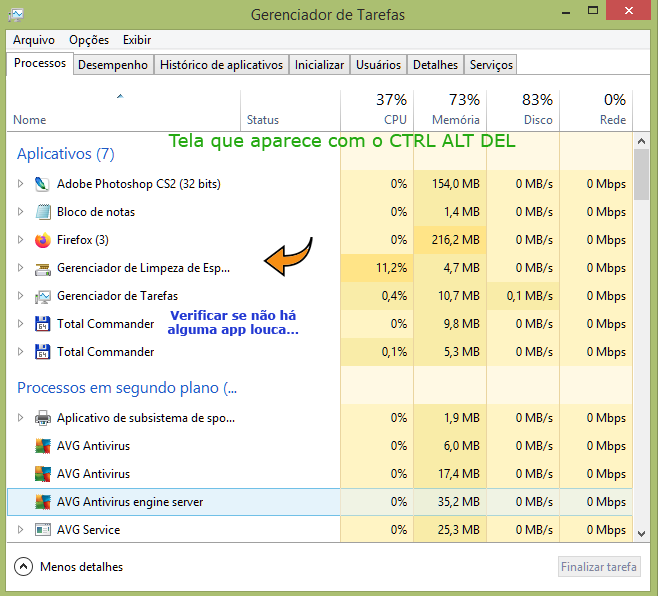 Gerenciador de Tarefas
Arquivo Opções Exibir
Processos Desempenho Histórico de aplicativos Inicializar Usuários Detalhes Serviços
37% 73% 83% 0%
Nome Status CPU Memória Disco Rede
Tela que aparece com o CTRL ALT DEL
Aplicativos (7)
Adobe Photoshop CS2 (32 bits) 0% 154,0 MB 0 MB/s 0 Mbps
Bloco de notas 0% 1,4 MB 0 MB/s 0 Mbps
Firefox (3) 0% 216,2 MB 0 MB/s 0 Mbps
Gerenciador de Limpeza de Esp... 11,2% 4,7 MB 0 MB/s 0 Mbps
Gerenciador de Tarefas 0,4% 10,7 MB 0,1 MB/s 0 Mbps
Verificar se não há
Total Commander 0% 9,8 MB 0 MB/s 0 Mbps
alguma app louca...
Total Commander 0,1% 5,3 MB 0 MB/s 0 Mbps
Processos em segundo plano (...
Aplicativo de subsistema de spo... 0% 1,9 MB 0 MB/s 0 Mbps
AVG Antivirus 0% 6,0 MB 0 MB/s 0 Mbps
AVG Antivirus 0% 17,4 MB 0 MB/s 0 Mbps
AVG Antivirus engine server 0% 35,2 MB 0 MB/s 0 Mbps
AVG Service 0% 25,3 MB 0 MB/s 0 Mbps
Menos detalhes Finalizar tarefa